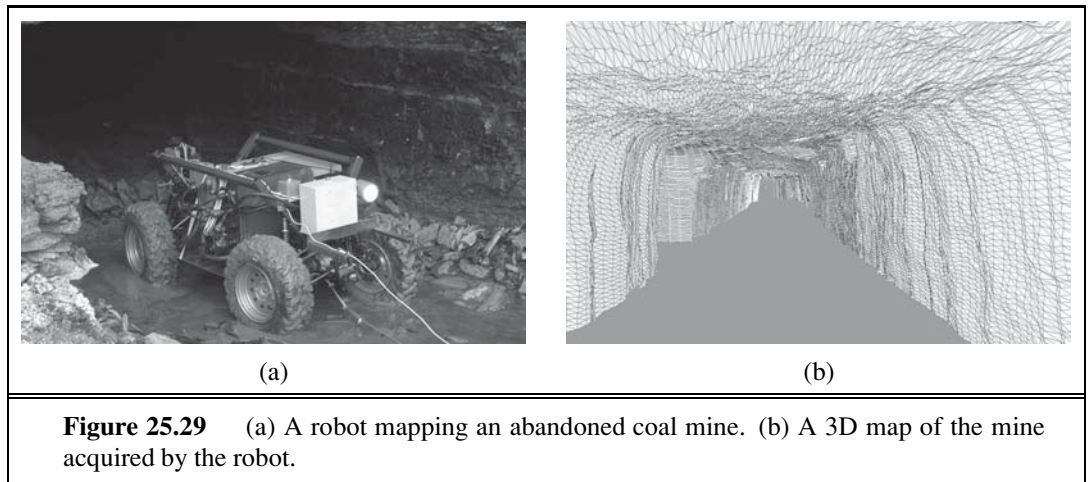 (a)
(b)
Figure 25.29 (a) A robot mapping an abandoned coal mine. (b) A 3D map of the mine
acquired by the robot.